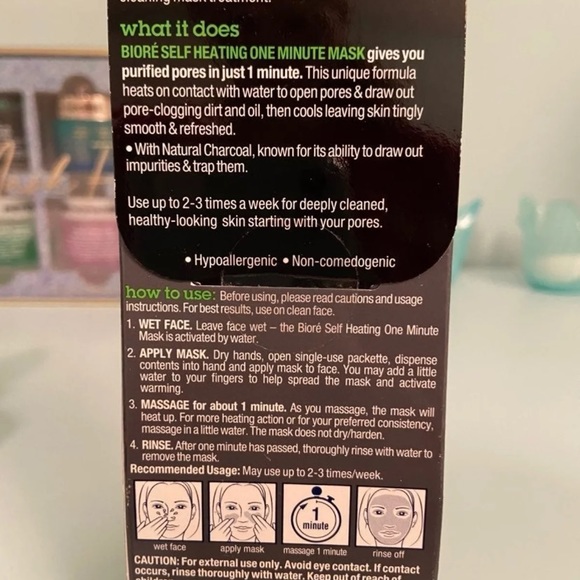 cleaning mask treatment.
what it does
BIORÉ SELF HEATING ONE MINUTE MASK gives you
purified pores in just 1 minute. This unique formula
heats on contact with water to open pores & draw out
pore-clogging dirt and oil, then cools leaving skin tingly
smooth & refreshed.
• With Natural Charcoal, known for its ability to draw out
impurities & trap them.
Use up to 2-3 times a week for deeply cleaned,
healthy-looking skin starting with your pores.
• Hypoallergenic • Non-comedogenic
how to use: Before using, please read cautions and usage
instructions. For best results, use on clean face.
1. WET FACE. Leave face wet – the Bioré Self Heating One Minute
Mask is activated by water.
2. APPLY MASK. Dry hands, open single-use packette, dispense
contents into hand and apply mask to face. You may add a little
water to your fingers to help spread the mask and activate
warming.
3. MASSAGE for about 1 minute. As you massage, the mask will
heat up. For more heating action or for your preferred consistency,
massage in a little water. The mask does not dry/harden.
4. RINSE. After one minute has passed, thoroughly rinse with water to
remove the mask.
Recommended Usage: May use up to 2-3 times/week.
1
minute
wet face apply mask massage 1 minute rinse off
CAUTION: For external use only. Avoid eye contact. If contact
occurs, rinse thoroughly with water. Keep out of reach of